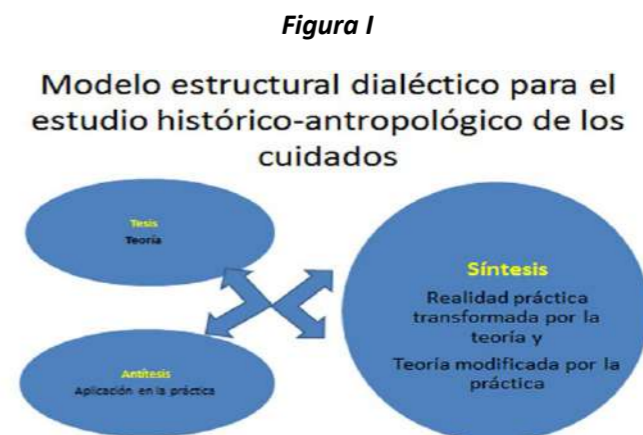 Figura I
Modelo estructural dialéctico para el
estudio histórico-antropológico de los
cuidados
Tesis
Teoría
Antítesis
Aplicación en la práctica
Síntesis
Realidad práctica
transformada por la
teoría y
Teoría modificada por la
práctica